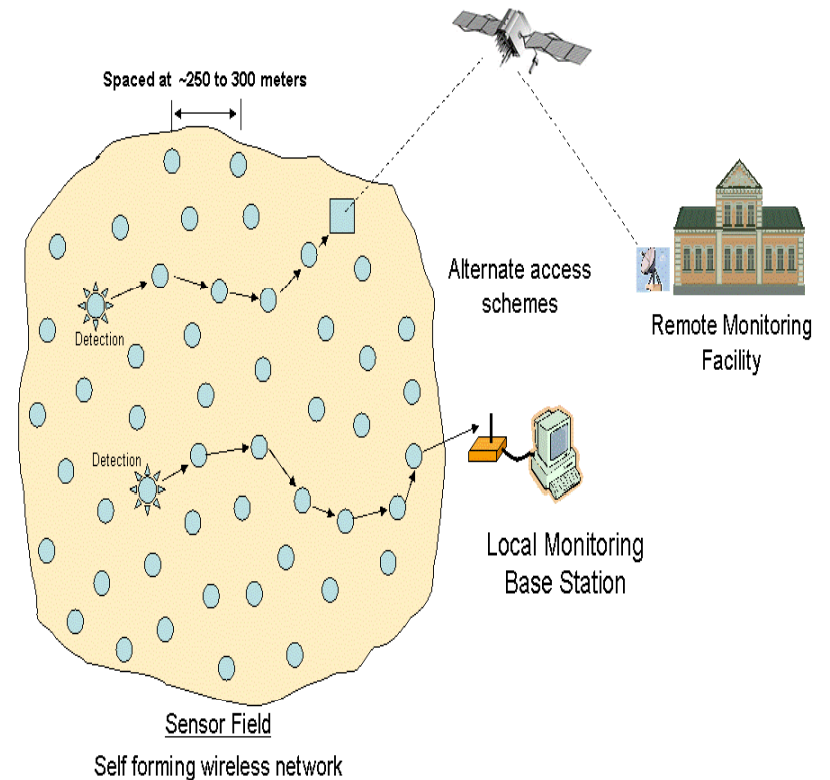 Spaced at ~250 to 300 meters
Alternate access
schemes
Remote Monitoring
Facility
Detection
Detection
Local Monitoring
Base Station
Sensor Field
Self forming wireless network